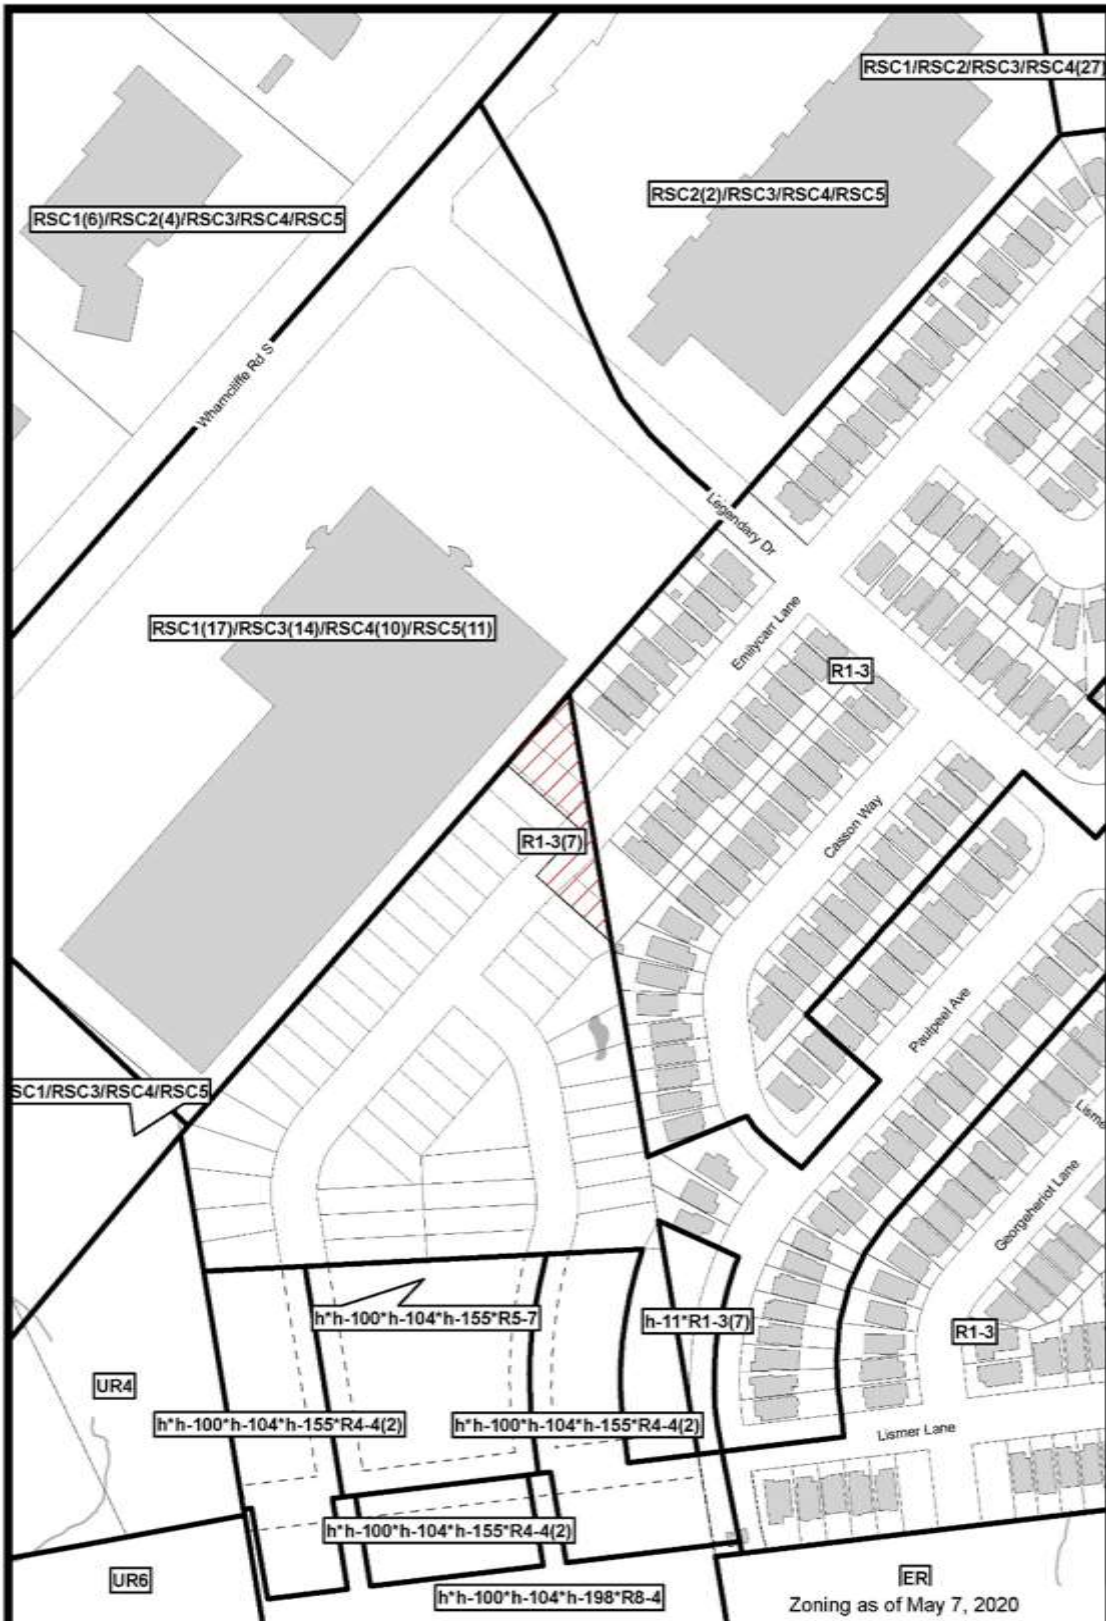 RSC1/RSC2/RSC3/RSC4(27)
RSC2(2)/RSC3/RSC4/RSC5
RSC1(6)/RSC2(4)/RSC3/RSC4/RSC5
Wharncliffe Rd S
Legendary Dr
RSC1(17)/RSC3(14)/RSC4(10)/RSC5(11)
Emilycarr Lane
R1-3
R1-3(7)
Casson Way
Paulpeel Ave
SC1/RSC3/RSC4/RSC5
Lisme
Georgeheriot Lane
h*h-100*h-104*h-155*R5-7
h-11*R1-3(7)
R1-3
UR4
h*h-100*h-104*h-155*R4-4(2)
h*h-100*h-104*h-155*R4-4(2)
Lismer Lane
h*h-100*h-104*h-155*R4-4(2)
UR6
h*h-100*h-104*h-198*R8-4
ER
Zoning as of May 7, 2020